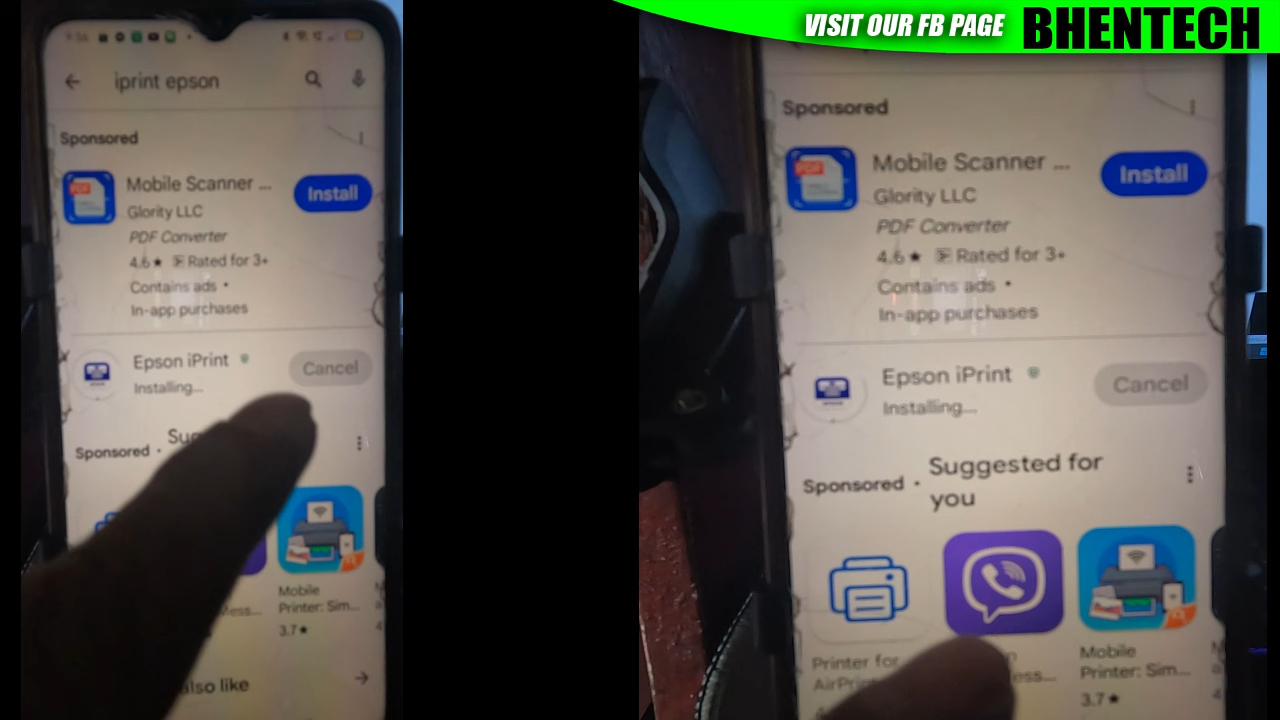 VISIT OUR FB PAGE BHENTECH
iprint epson
Sponsored
Mobile Scanner ...
Install
Glority LLC
PDF Converter
4.6★ Rated for 3+
Contains ads •
In-app purchases
Epson iPrint
Cancel
Installing...
Sponsored •
Mobile
Printer: Sim...
3.7★
also like
Sponsored
Mobile Scanner ...
Install
Glority LLC
PDF Converter
4.6★ Rated for 3+
Contains ads •
In-app purchases
Epson iPrint
Cancel
Installing...
Sponsored • Suggested for
you
PDF
Printer for
Mobile
Printer: Sim...
3.7★